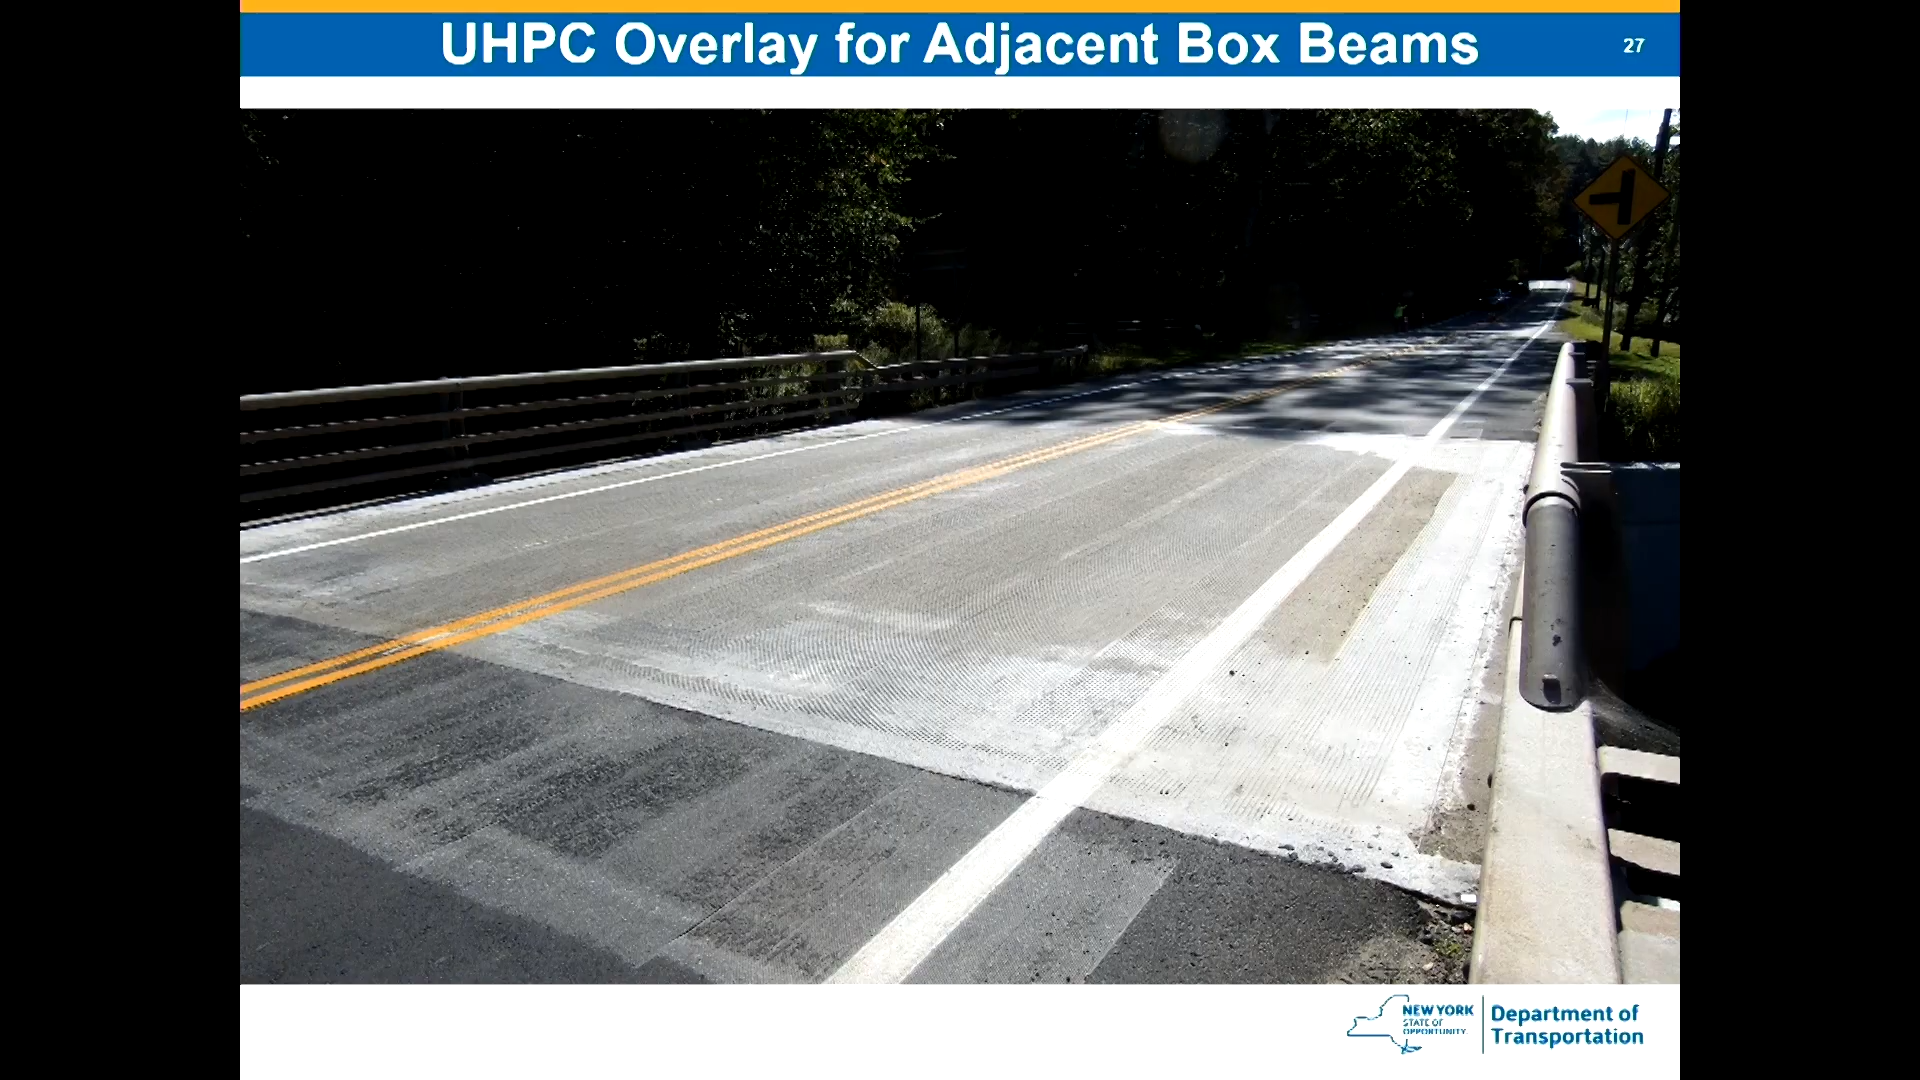 UHPC Overlay for Adjacent Box Beams
27
NEW YORK
STATE OF
OPPORTUNITY.
Department of
Transportation